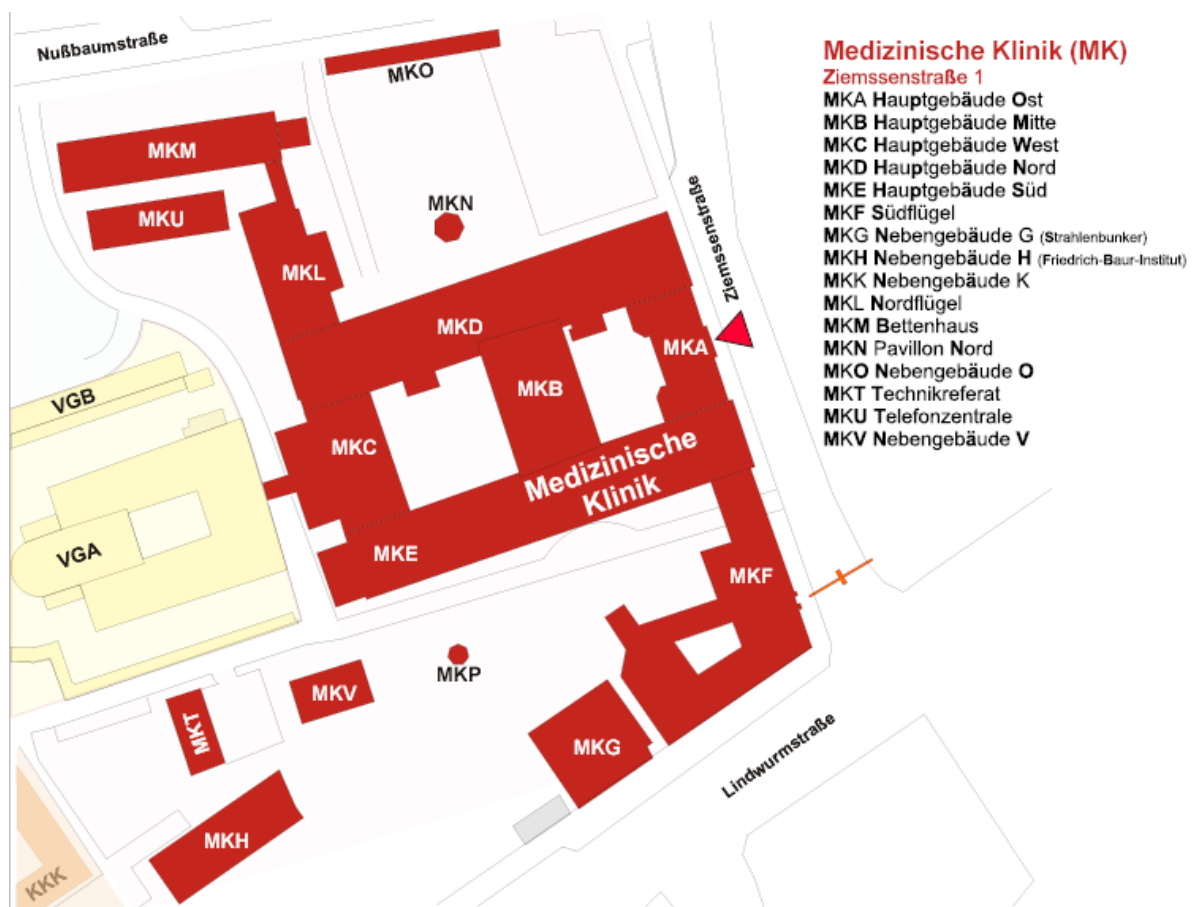 Nußbaumstraße
MKO
Medizinische Klinik (MK)
Ziemssenstraße 1
MKA Hauptgebäude Ost
MKB Hauptgebäude Mitte
MKC Hauptgebäude West
MKD Hauptgebäude Nord
MKE Hauptgebäude Süd
MKF Südflügel
MKG Nebengebäude G (Strahlenbunker)
MKH Nebengebäude H (Friedrich-Baur-Institut)
MKK Nebengebäude K
MKL Nordflügel
MKM Bettenhaus
MKN Pavillon Nord
MKO Nebengebäude O
MKT Technikreferat
MKU Telefonzentrale
MKV Nebengebäude V
MKM
MKU
MKN
Ziemssenstraße
MKL
MKD
MKA
MKB
VGB
MKC
Medizinische
Klinik
VGA
MKE
MKF
MKP
MKV
MKT
MKG
Lindwurmstraße
MKH
KKK